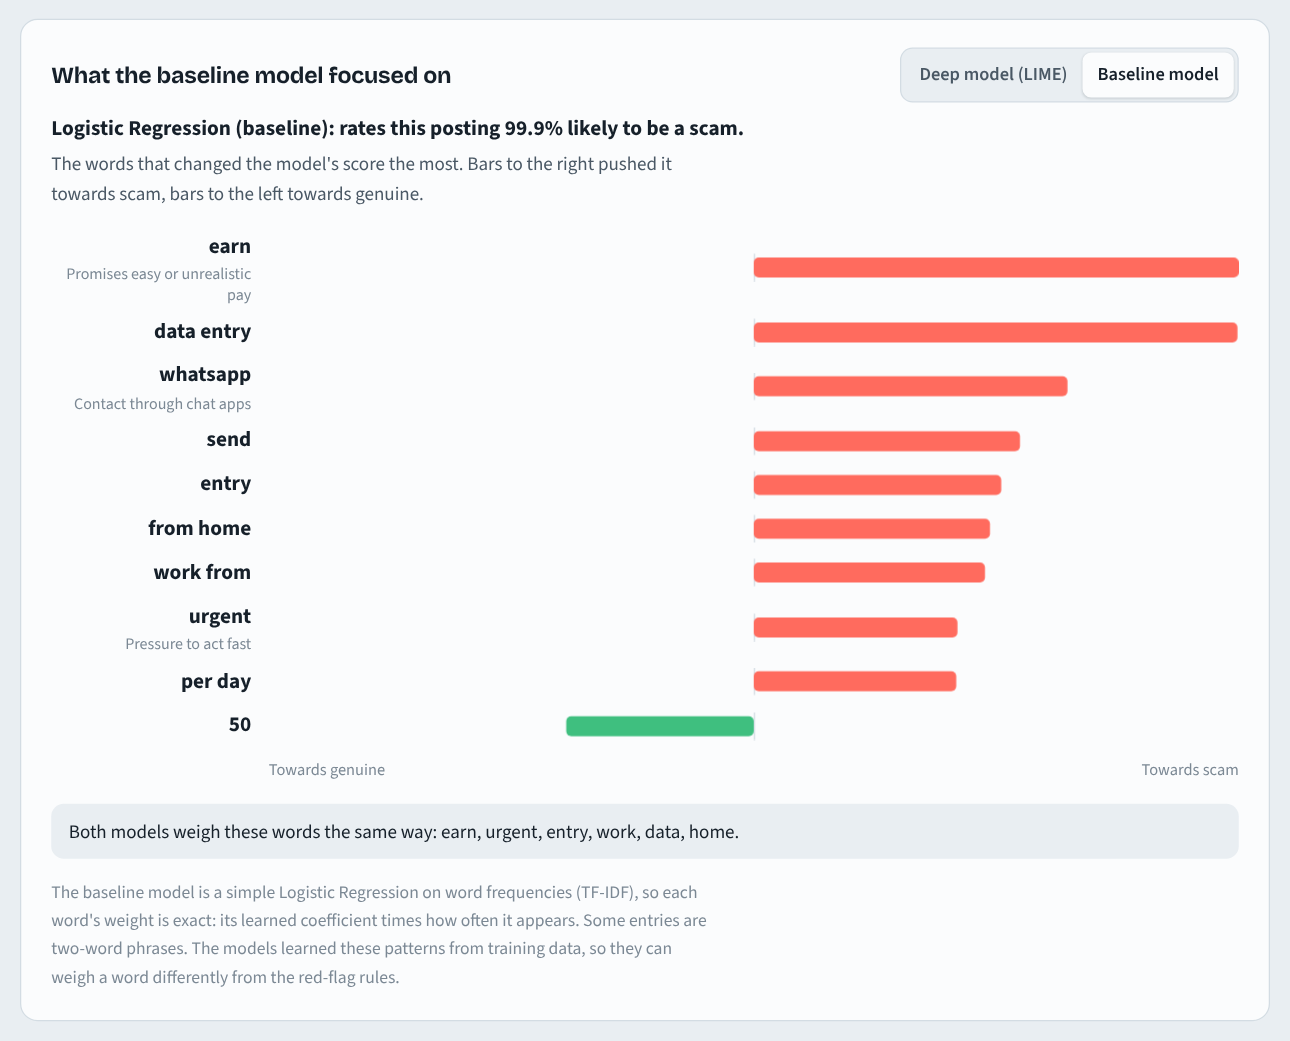 What the baseline model focused on
Deep model (LIME)
Baseline model
Logistic Regression (baseline): rates this posting 99.9% likely to be a scam.
The words that changed the model's score the most. Bars to the right pushed it
towards scam, bars to the left towards genuine.
earn
Promises easy or unrealistic
pay
data entry
whatsapp
Contact through chat apps
send
entry
from home
work from
urgent
Pressure to act fast
per day
50
Towards genuine
Towards scam
Both models weigh these words the same way: earn, urgent, entry, work, data, home.
The baseline model is a simple Logistic Regression on word frequencies (TF-IDF), so each
word's weight is exact: its learned coefficient times how often it appears. Some entries are
two-word phrases. The models learned these patterns from training data, so they can
weigh a word differently from the red-flag rules.